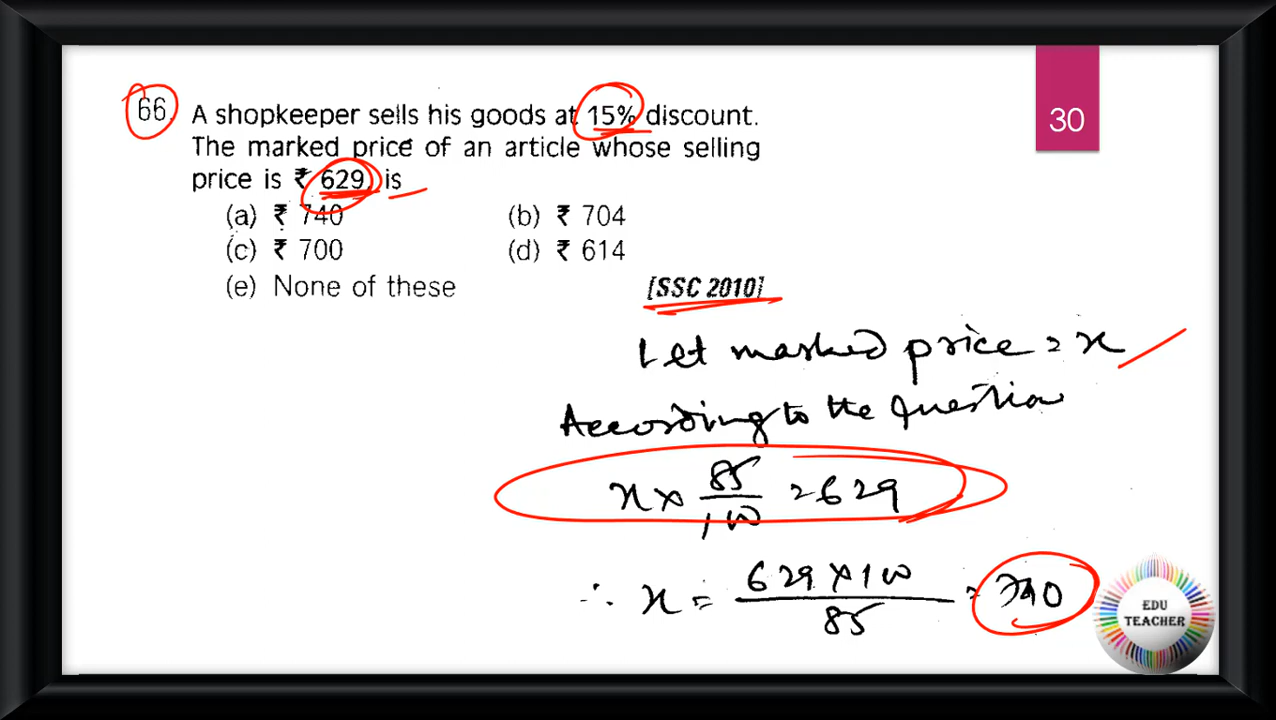 66. A shopkeeper sells his goods at 15% discount.
The marked price of an article whose selling
price is ₹ 629, is
(a) ₹ 740 (b) ₹ 704
(c) ₹ 700 (d) ₹ 614
(e) None of these
[SSC 2010]
30
Let marked price = x
According to the Question
x × 85/100 = 629
∴ x = 629 × 100 / 85 = 740
EDU
TEACHER